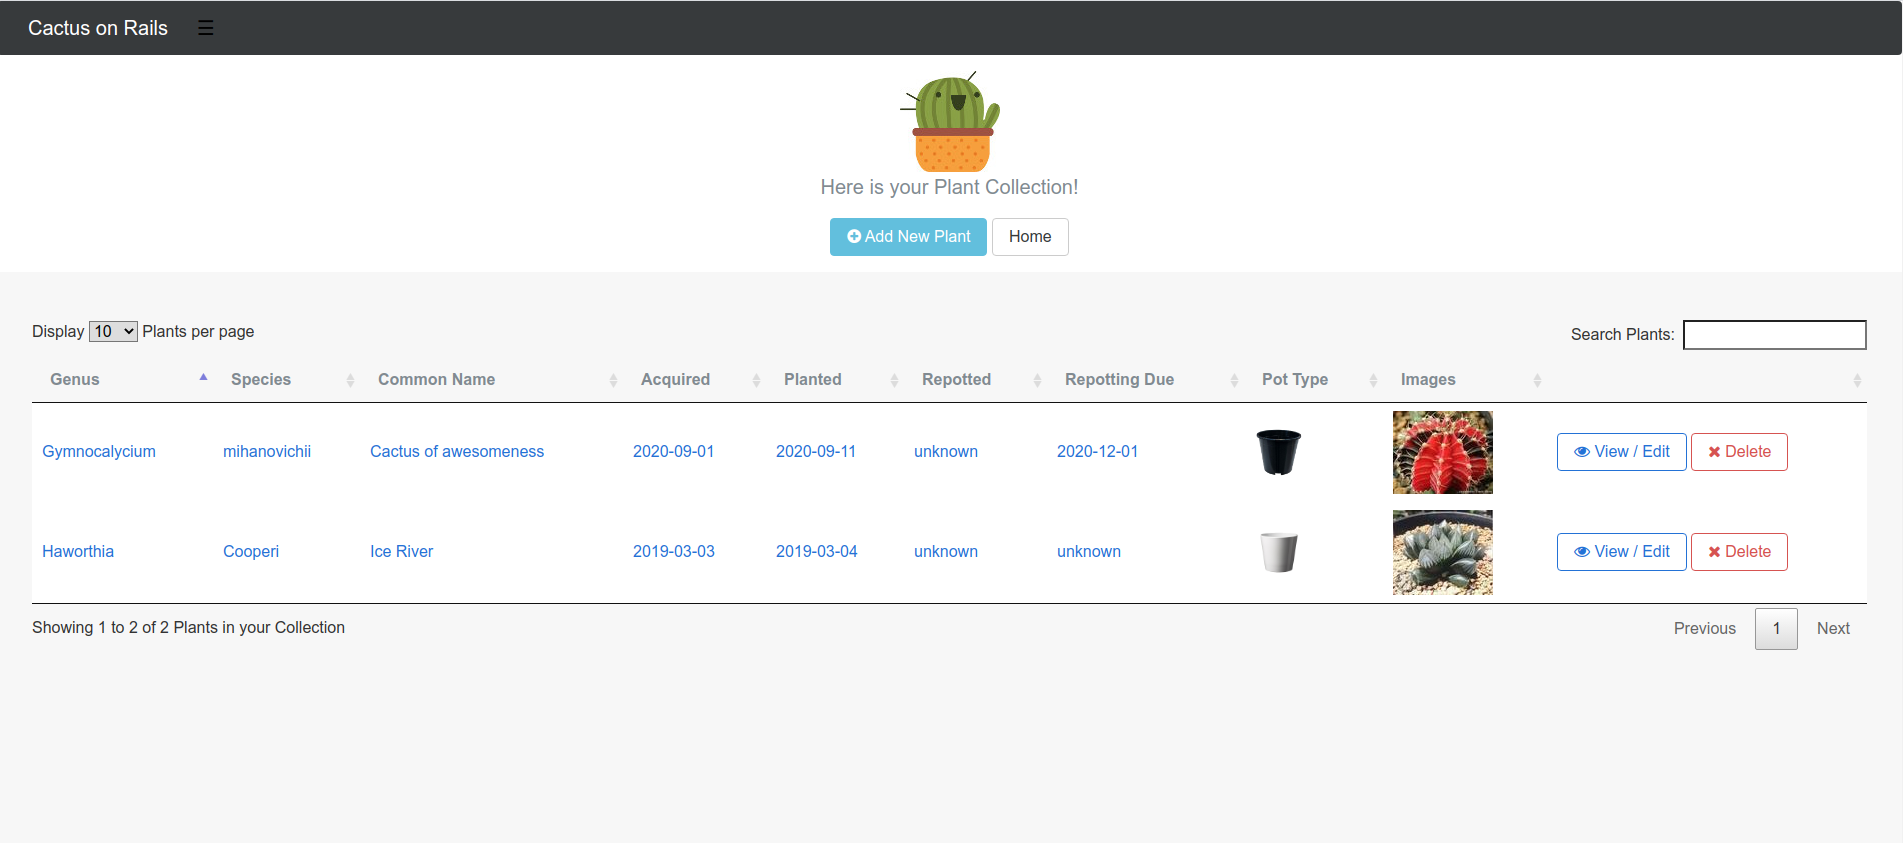 Cactus on Rails ☰
Here is your Plant Collection!
Add New Plant Home
Display 10 Plants per page Search Plants:
Genus Species Common Name Acquired Planted Repotted Repotting Due Pot Type Images
Gymnocalycium mihanovichii Cactus of awesomeness 2020-09-01 2020-09-11 unknown 2020-12-01 View / Edit Delete
Haworthia Cooperi Ice River 2019-03-03 2019-03-04 unknown unknown View / Edit Delete
Showing 1 to 2 of 2 Plants in your Collection Previous 1 Next